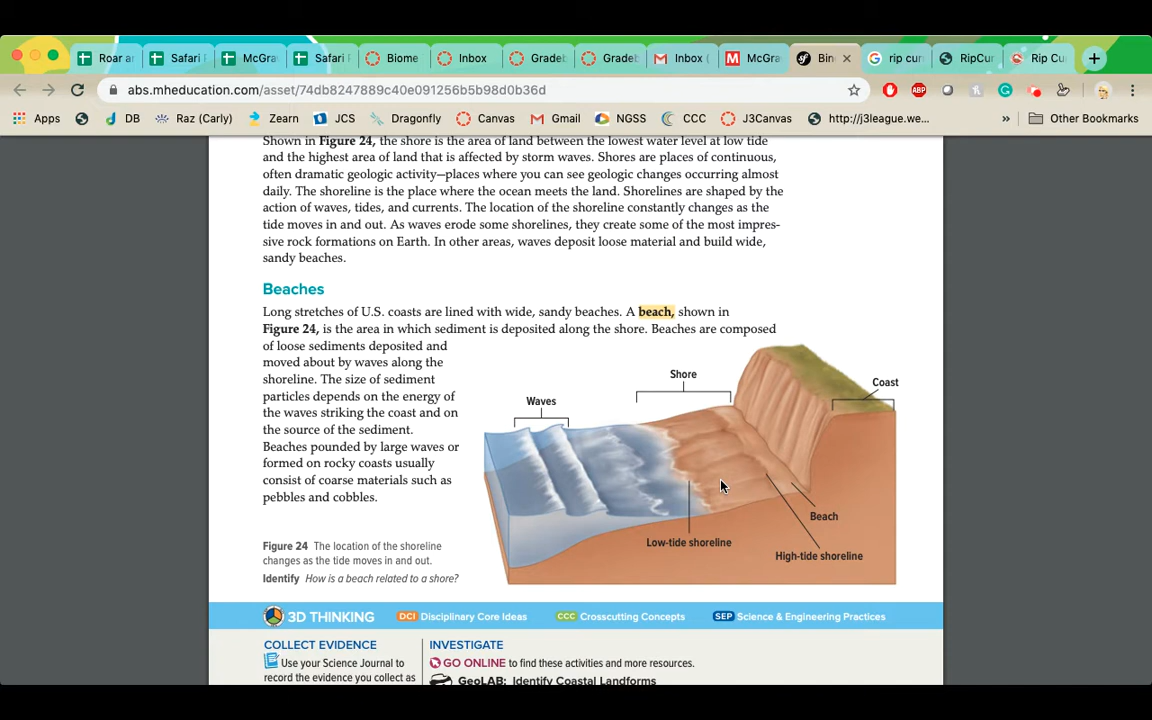 Roar ar
Safari F
McGra
Safari F
Biome
Inbox
Gradeb
Gradeb
Inbox (
McGra
Bin
rip curr
RipCur
Rip Cu
abs.mheducation.com/asset/74db8247889c40e091256b5b98d0b36d
Apps
DB
Raz (Carly)
Zearn
JCS
Dragonfly
Canvas
Gmail
NGSS
CCC
J3Canvas
http://j3league.we...
»
Other Bookmarks
Shown in Figure 24, the shore is the area of land between the lowest water level at low tide
and the highest area of land that is affected by storm waves. Shores are places of continuous,
often dramatic geologic activity—places where you can see geologic changes occurring almost
daily. The shoreline is the place where the ocean meets the land. Shorelines are shaped by the
action of waves, tides, and currents. The location of the shoreline constantly changes as the
tide moves in and out. As waves erode some shorelines, they create some of the most impres-
sive rock formations on Earth. In other areas, waves deposit loose material and build wide,
sandy beaches.
Beaches
Long stretches of U.S. coasts are lined with wide, sandy beaches. A beach, shown in
Figure 24, is the area in which sediment is deposited along the shore. Beaches are composed
of loose sediments deposited and
moved about by waves along the
shoreline. The size of sediment
particles depends on the energy of
the waves striking the coast and on
the source of the sediment.
Beaches pounded by large waves or
formed on rocky coasts usually
consist of coarse materials such as
pebbles and cobbles.
Waves
Shore
Coast
Beach
Low-tide shoreline
High-tide shoreline
Figure 24 The location of the shoreline
changes as the tide moves in and out.
Identify How is a beach related to a shore?
3D THINKING
DCI Disciplinary Core Ideas
CCC Crosscutting Concepts
SEP Science & Engineering Practices
COLLECT EVIDENCE
Use your Science Journal to
record the evidence you collect as
INVESTIGATE
GO ONLINE to find these activities and more resources.
GeoLAB: Identify Coastal Landforms